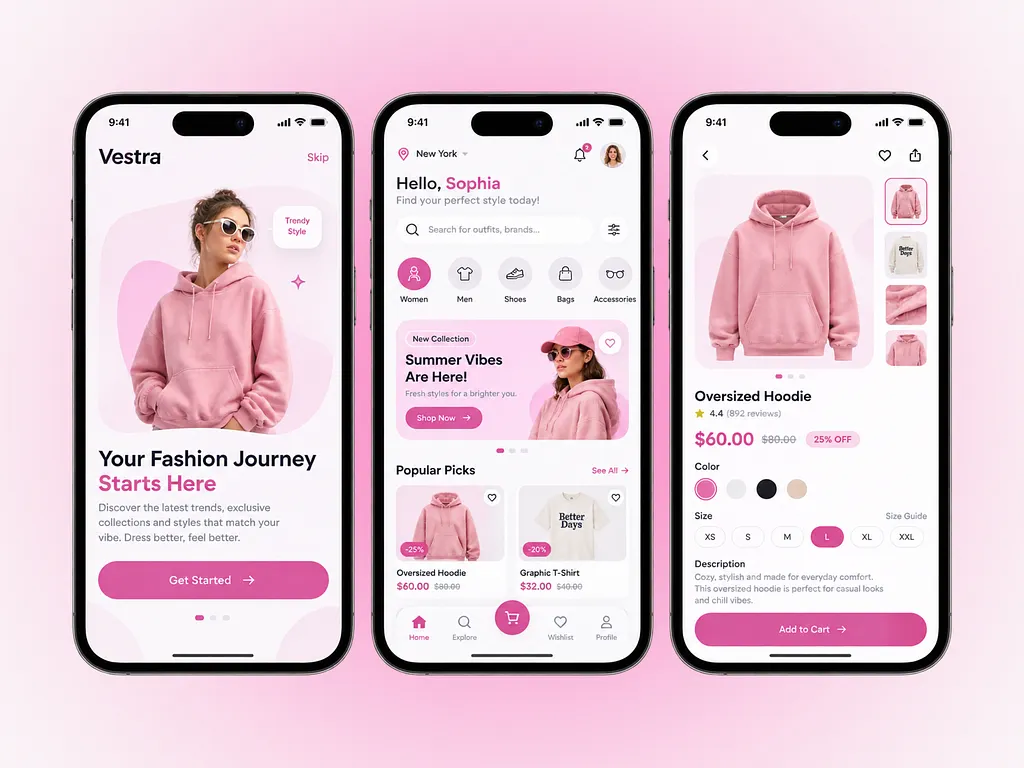 9:41
Vestra
Skip
Trendy
Style
Your Fashion Journey
Starts Here
Discover the latest trends, exclusive
collections and styles that match your
vibe. Dress better, feel better.
Get Started
9:41
New York
Hello, Sophia
Find your perfect style today!
Search for outfits, brands...
Women
Men
Shoes
Bags
Accessories
New Collection
Summer Vibes
Are Here!
Fresh styles for a brighter you.
Shop Now
Popular Picks
See All
-25%
Oversized Hoodie
$60.00 $80.00
Better
Days
-20%
Graphic T-Shirt
$32.00 $40.00
Home
Explore
Wishlist
Profile
9:41
Better
Days
Oversized Hoodie
4.4 (892 reviews)
$60.00 $80.00 25% OFF
Color
Size
Size Guide
XS S M L XL XXL
Description
Cozy, stylish and made for everyday comfort.
This oversized hoodie is perfect for casual looks
and chill vibes.
Add to Cart